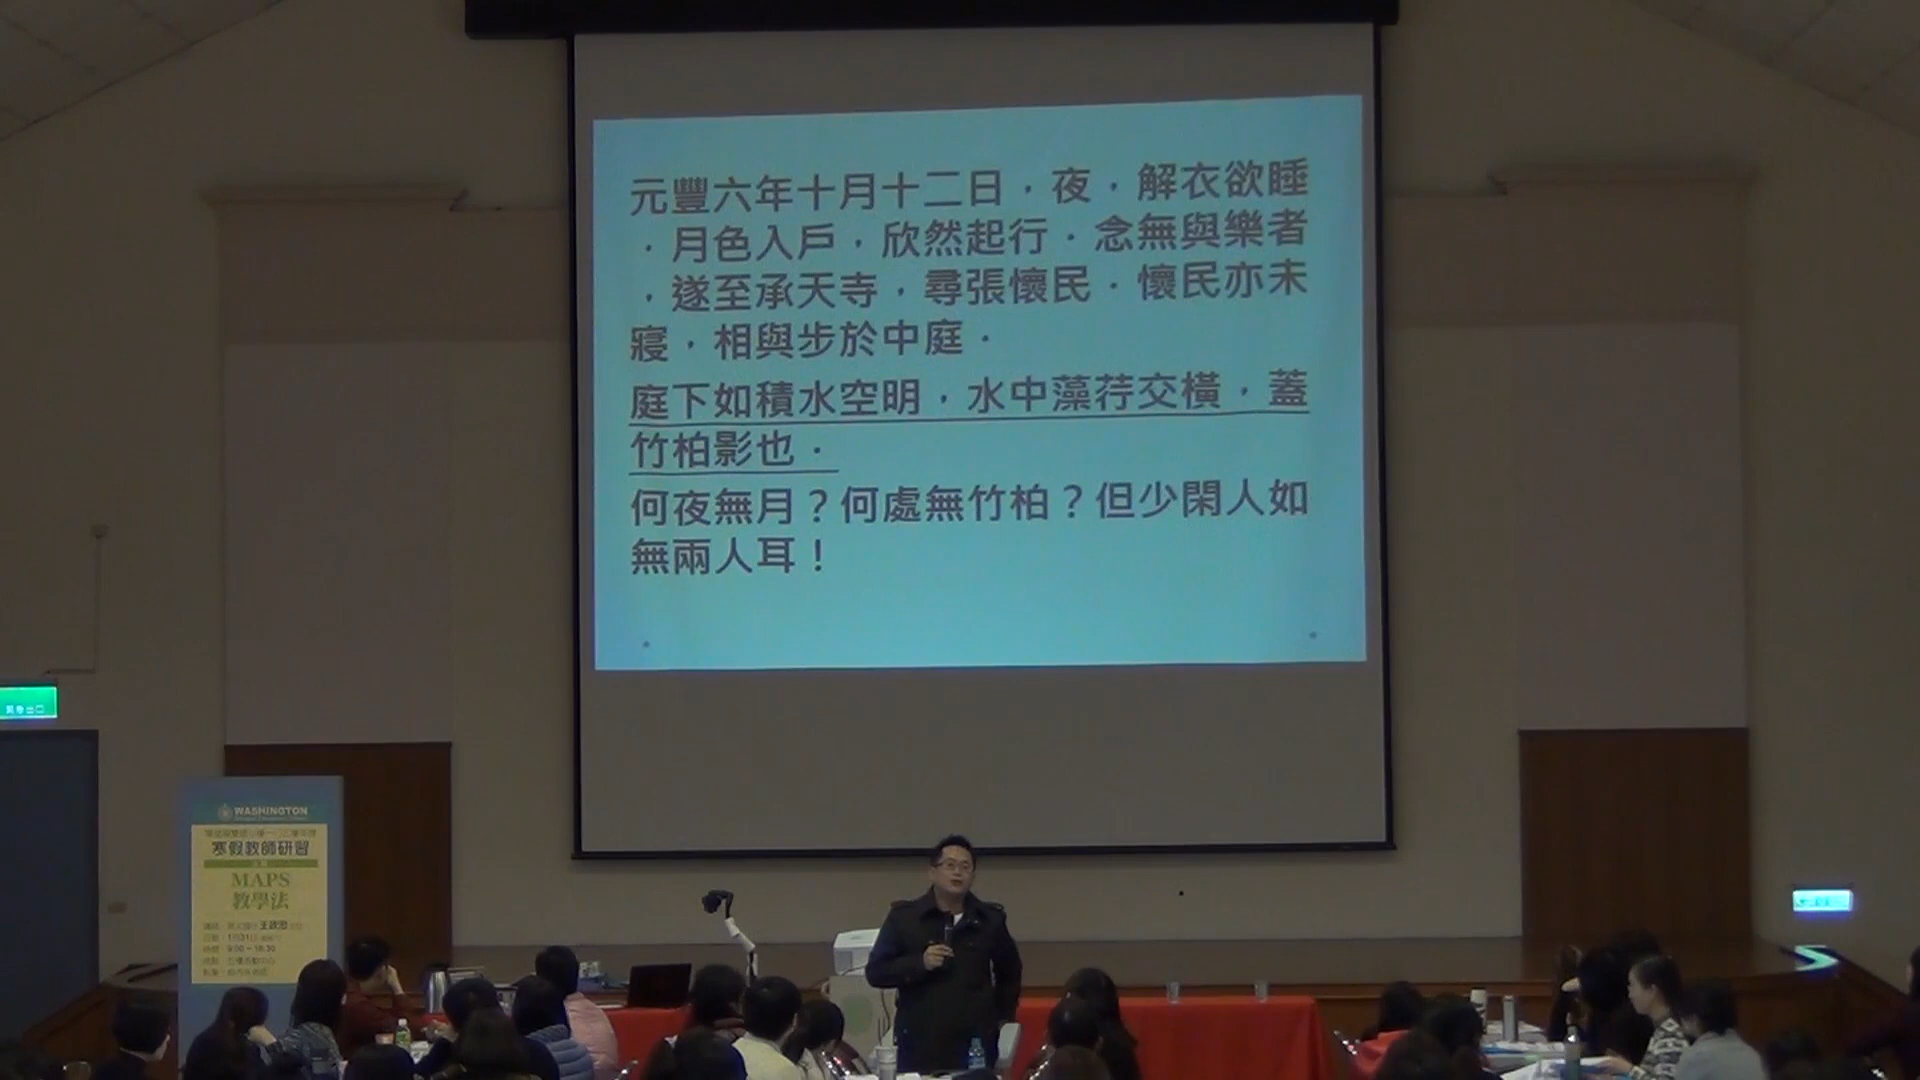 元豐六年十月十二日，夜，解衣欲睡
．月色入戶，欣然起行．念無與樂者
，遂至承天寺，尋張懷民．懷民亦未
寢，相與步於中庭．
庭下如積水空明，水中藻荇交橫，蓋
竹柏影也．
何夜無月？何處無竹柏？但少閑人如
無兩人耳！
WASHINGTON
寒假教師研習
MAPS
教學法